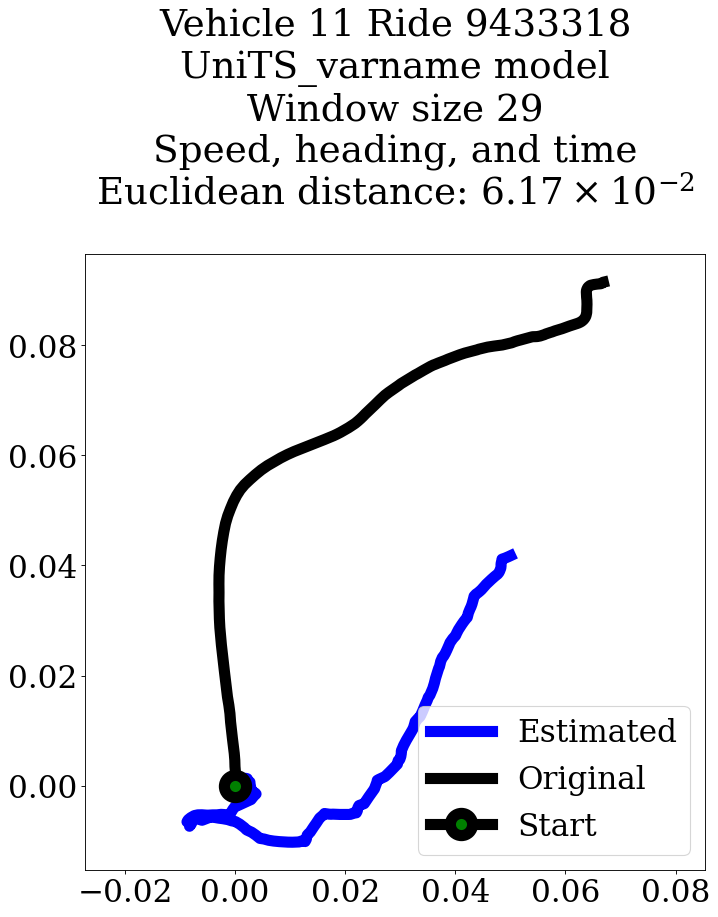 Vehicle 11 Ride 9433318
UniTS_varname model
Window size 29
Speed, heading, and time
Euclidean distance: 6.17 × 10⁻²
0.08
0.06
0.04
0.02
0.00
Estimated
Original
Start
−0.02 0.00 0.02 0.04 0.06 0.08